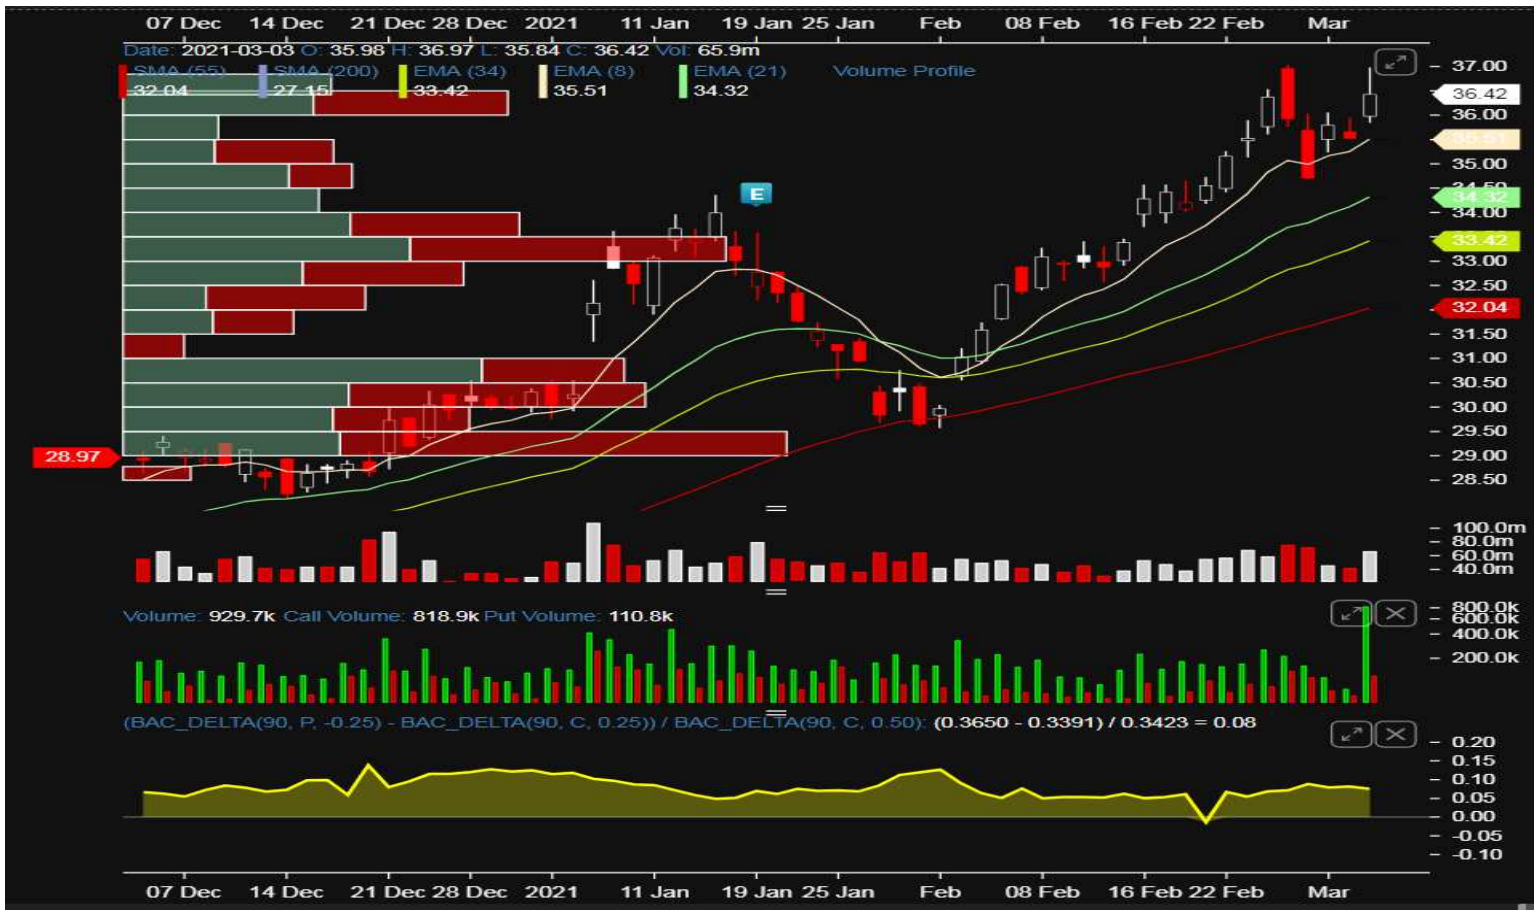 07 Dec 14 Dec 21 Dec 28 Dec 2021 11 Jan 19 Jan 25 Jan Feb 08 Feb 16 Feb 22 Feb Mar
Date: 2021-03-03 O: 35.98 H: 36.97 L: 35.84 C: 36.42 Vol: 65.9m
SMA (55) SMA (200) EMA (34) EMA (8) EMA (21) Volume Profile
32.04 27.15 33.42 35.51 34.32
37.00
36.42
36.00
35.51
35.00
34.50
34.32
34.00
33.42
33.00
32.50
32.04
31.50
31.00
30.50
30.00
29.50
29.00
28.50
E
28.97
100.0m
80.0m
60.0m
40.0m
Volume: 929.7k Call Volume: 818.9k Put Volume: 110.8k
800.0k
600.0k
400.0k
200.0k
(BAC_DELTA(90, P, -0.25) - BAC_DELTA(90, C, 0.25)) / BAC_DELTA(90, C, 0.50): (0.3650 - 0.3391) / 0.3423 = 0.08
0.20
0.15
0.10
0.05
0.00
-0.05
-0.10
07 Dec 14 Dec 21 Dec 28 Dec 2021 11 Jan 19 Jan 25 Jan Feb 08 Feb 16 Feb 22 Feb Mar